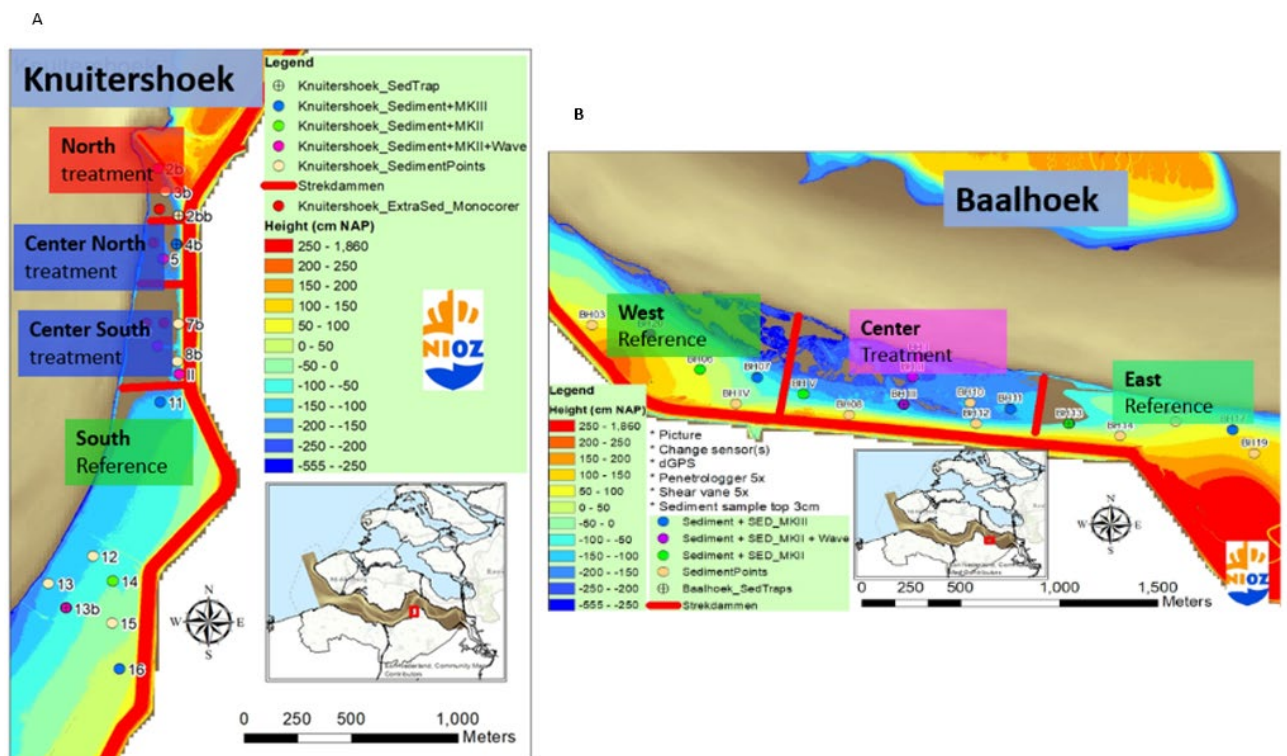 A
Knuitershoek
North
treatment
Center North
treatment
Center South
treatment
South
Reference
2b
3b
2bb
4b
5
7b
8b
II
11
12
13
14
13b
15
16
Legend
Knuitershoek_SedTrap
Knuitershoek_Sediment+MKIII
Knuitershoek_Sediment+MKII
Knuitershoek_Sediment+MKII+Wave
Knuitershoek_SedimentPoints
Strekdammen
Knuitershoek_ExtraSed_Monocorer
Height (cm NAP)
250 - 1,860
200 - 250
150 - 200
100 - 150
50 - 100
0 - 50
-50 - 0
-100 - -50
-150 - -100
-200 - -150
-250 - -200
-555 - -250
NIOZ
N
W E
S
Contributors
0 250 500 1,000
Meters
B
Baalhoek
West
Reference
Center
Treatment
East
Reference
BH03
BH06
BH07
BHIV
BHV
BH08
BHIII
BH10
BH32
BH31
BH33
BH34
BH19
Legend
Height (cm NAP)
250 - 1,860
200 - 250
150 - 200
100 - 150
50 - 100
0 - 50
-50 - 0
-100 - -50
-150 - -100
-200 - -150
-250 - -200
-555 - -250
* Picture
* Change sensor(s)
* dGPS
* Penetrologger 5x
* Shear vane 5x
* Sediment sample top 3cm
Sediment + SED_MKIII
Sediment + SED_MKII + Wave
Sediment + SED_MKII
SedimentPoints
Baalhoek_SedTraps
Strekdammen
N
W E
S
0 250 500 1,000 1,500
Meters
NIOZ